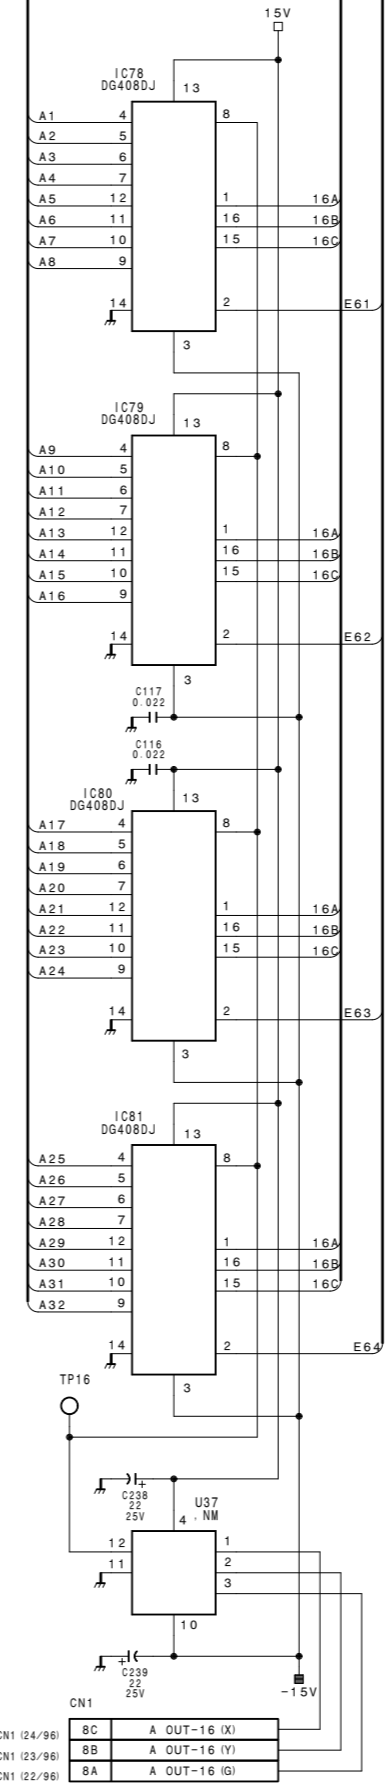 15V
IC78
DG408DJ
13
A1 4 8
A2 5
A3 6
A4 7
A5 12 1 16A
A6 11 16 16B
A7 10 15 16C
A8 9
14 2 E61
3
IC79
DG408DJ
13
A9 4 8
A10 5
A11 6
A12 7
A13 12 1 16A
A14 11 16 16B
A15 10 15 16C
A16 9
14 2 E62
3
C117
0.022
C116
0.022
IC80
DG408DJ
13
A17 4 8
A18 5
A19 6
A20 7
A21 12 1 16A
A22 11 16 16B
A23 10 15 16C
A24 9
14 2 E63
3
IC81
DG408DJ
13
A25 4 8
A26 5
A27 6
A28 7
A29 12 1 16A
A30 11 16 16B
A31 10 15 16C
A32 9
14 2 E64
3
TP16
+
C238
22
25V
U37
.NM
4
12 1
11 2
3
10
+
C239
22
25V
-15V
CN1
CN1 (24/96) 8C A OUT-16 (X)
CN1 (23/96) 8B A OUT-16 (Y)
CN1 (22/96) 8A A OUT-16 (G)